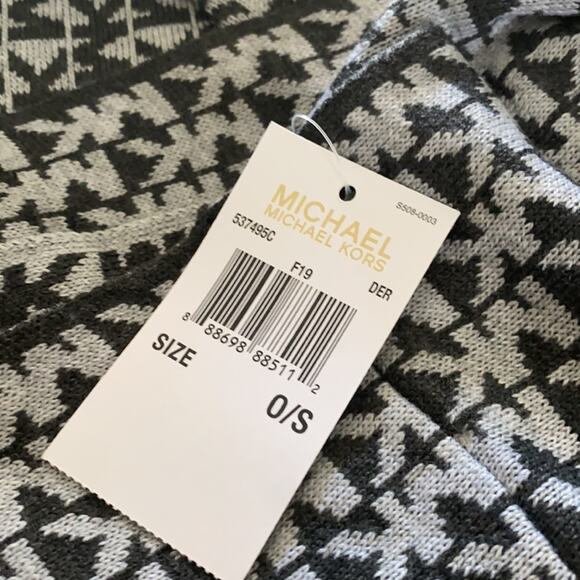 S508-0003
MICHAEL
MICHAEL KORS
537495C
F19 DER
8 88698 88511 2
SIZE O/S